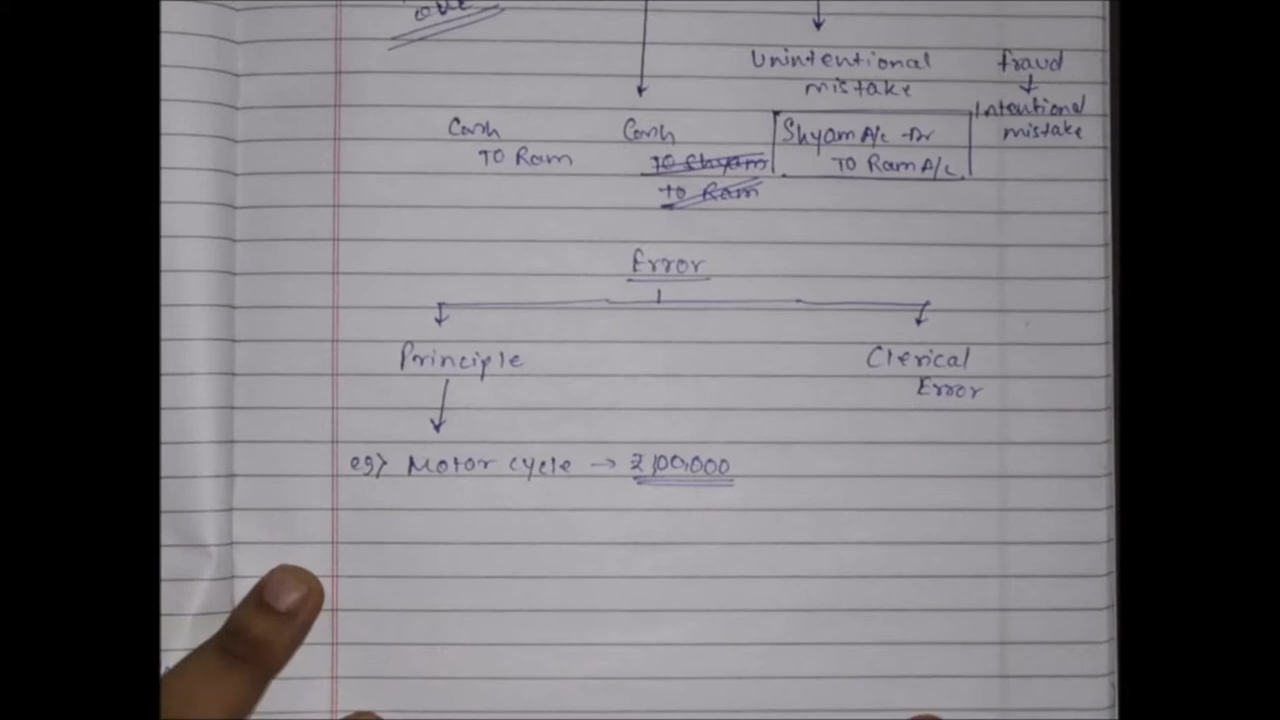 one
Unintentional fraud
mistake
Intentional
mistake
Cash Cash Shyam A/c -Dr
To Ram To Shyam To Ram A/c
To Ram
Error
Principle Clerical
Error
eg> Motor cycle → ₹100,000